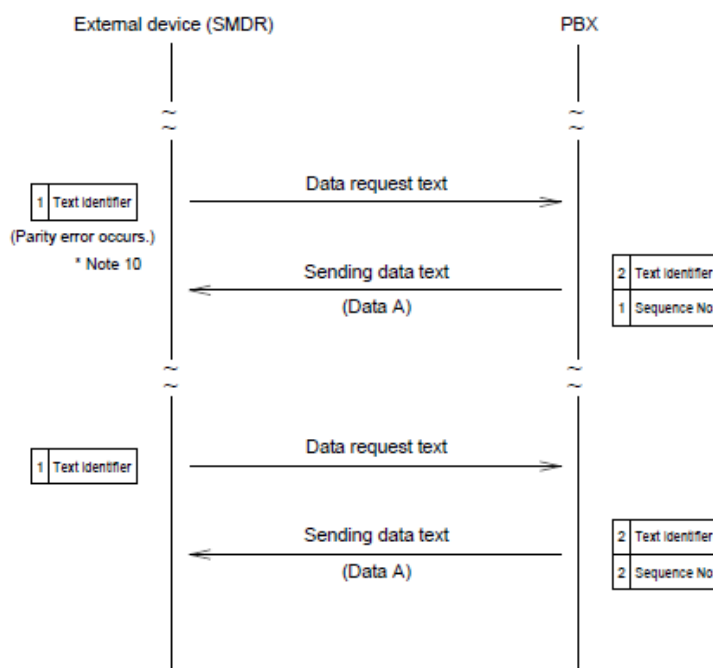 External device (SMDR)
PBX
~
~
~
~
Data request text
1 Text Identifier
(Parity error occurs.)
* Note 10
Sending data text
(Data A)
2 Text Identifier
1 Sequence No
~
~
~
~
Data request text
1 Text Identifier
Sending data text
(Data A)
2 Text Identifier
2 Sequence No